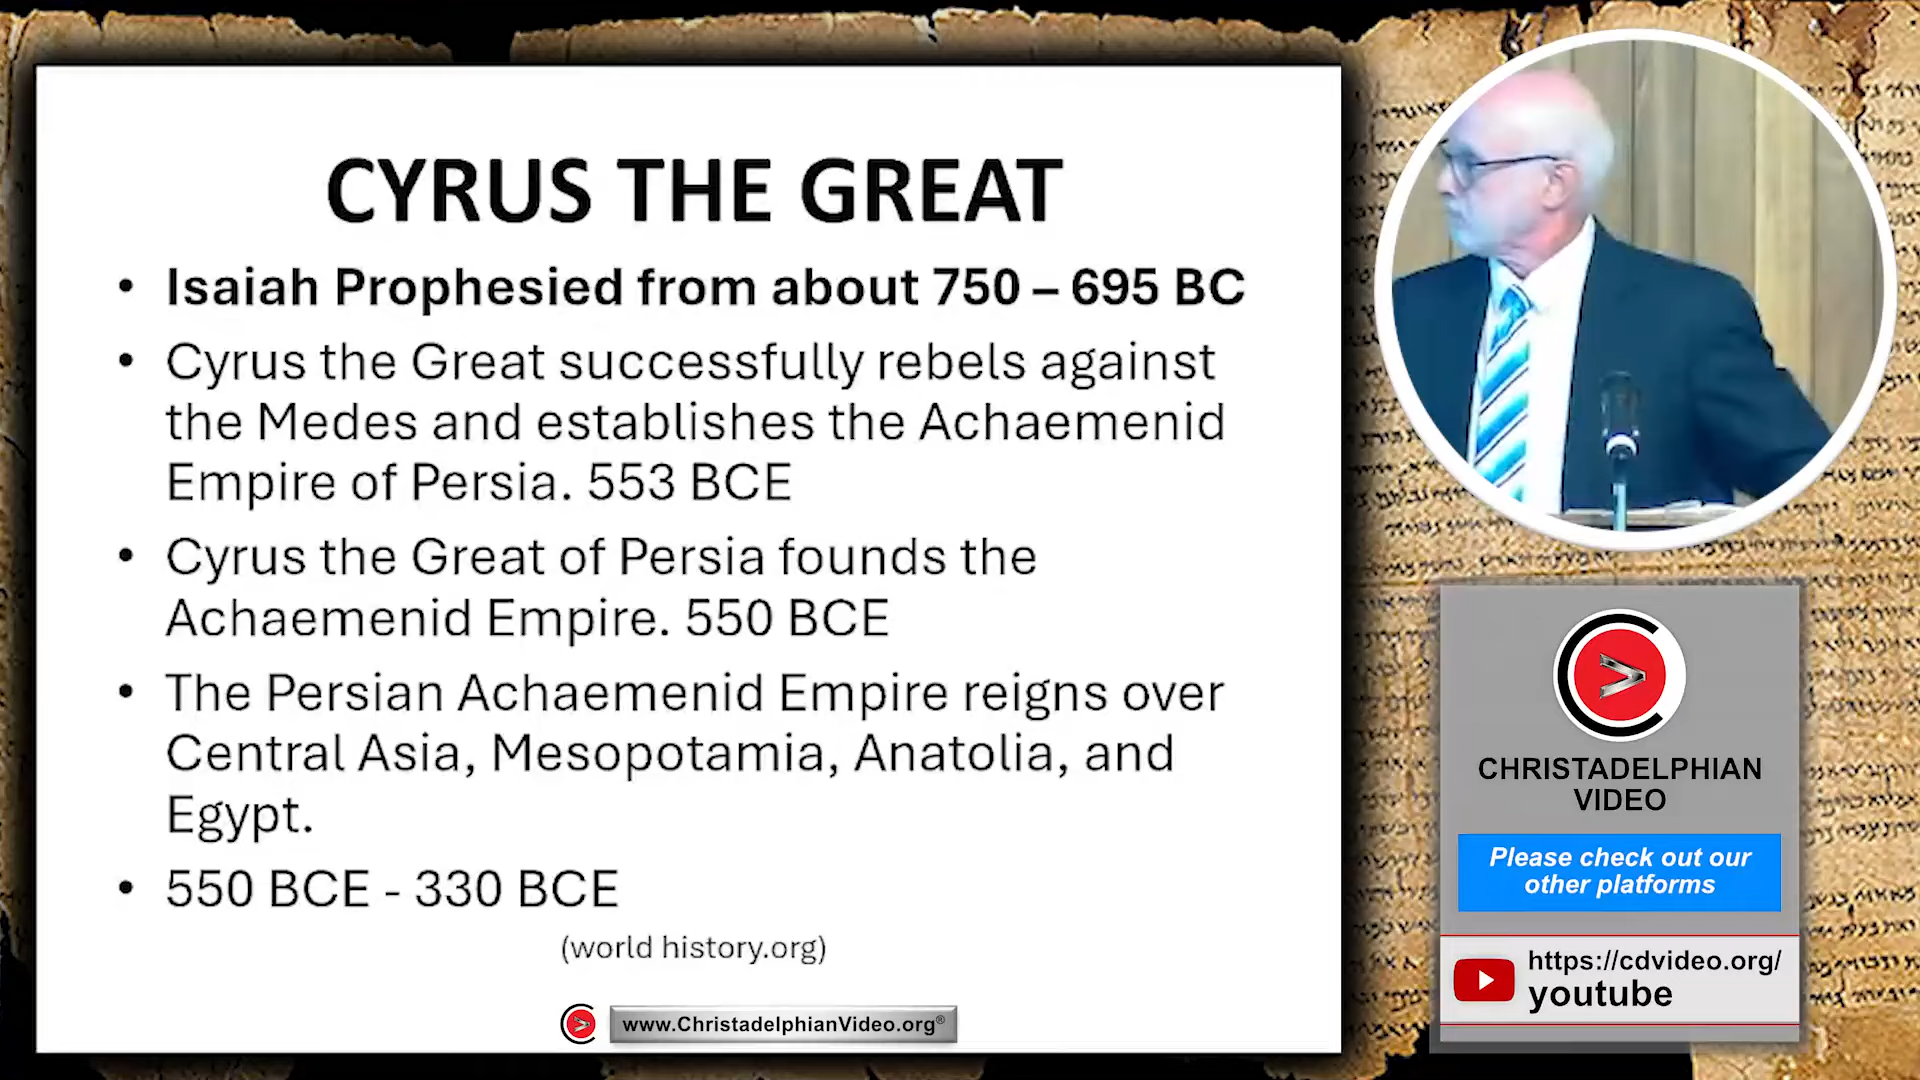 CYRUS THE GREAT
• Isaiah Prophesied from about 750 – 695 BC
• Cyrus the Great successfully rebels against
the Medes and establishes the Achaemenid
Empire of Persia. 553 BCE
• Cyrus the Great of Persia founds the
Achaemenid Empire. 550 BCE
• The Persian Achaemenid Empire reigns over
Central Asia, Mesopotamia, Anatolia, and
Egypt.
• 550 BCE - 330 BCE
(world history.org)
www.ChristadelphianVideo.org®
CHRISTADELPHIAN
VIDEO
Please check out our
other platforms
https://cdvideo.org/
youtube